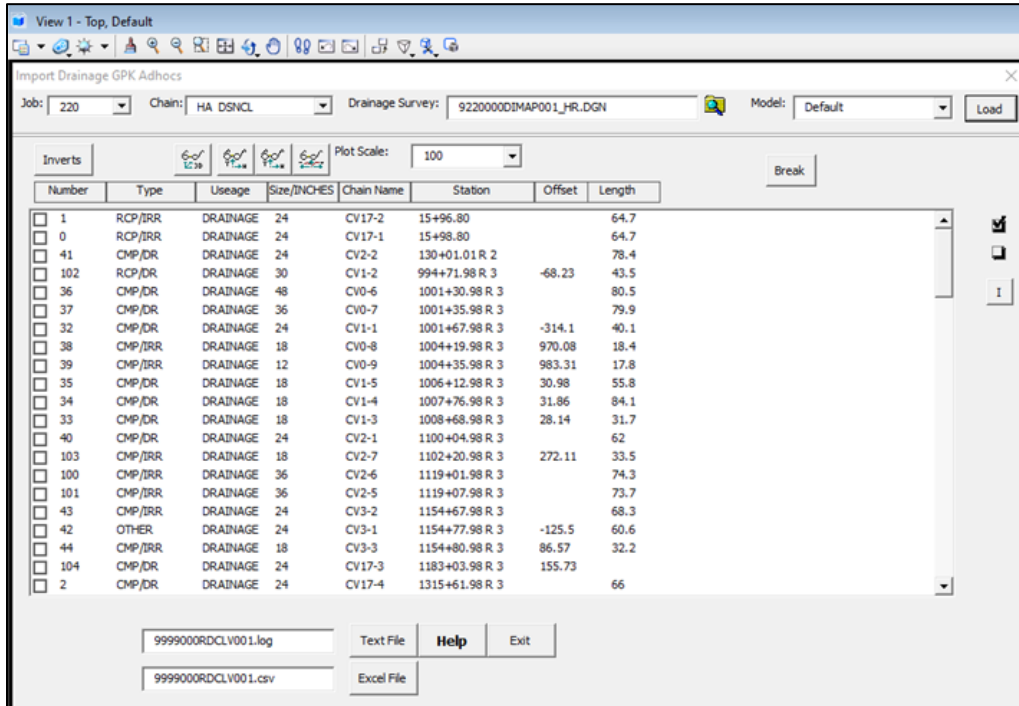 View 1 - Top, Default
Import Drainage GPK Adhocs
Job: 220 Chain: HA DSNCL Drainage Survey: 9220000DIMAP001_HR.DGN Model: Default Load
Inverts Plot Scale: 100 Break
Number Type Useage Size/INCHES Chain Name Station Offset Length
1 RCP/IRR DRAINAGE 24 CV17-2 15+96.80 64.7
0 RCP/IRR DRAINAGE 24 CV17-1 15+98.80 64.7
41 CMP/DR DRAINAGE 24 CV2-2 130+01.01 R 2 78.4
102 RCP/DR DRAINAGE 30 CV1-2 994+71.98 R 3 -68.23 43.5
36 CMP/DR DRAINAGE 48 CV0-6 1001+30.98 R 3 80.5
37 CMP/DR DRAINAGE 36 CV0-7 1001+35.98 R 3 79.9
32 CMP/DR DRAINAGE 24 CV1-1 1001+67.98 R 3 -314.1 40.1
38 CMP/IRR DRAINAGE 18 CV0-8 1004+19.98 R 3 970.08 18.4
39 CMP/IRR DRAINAGE 12 CV0-9 1004+35.98 R 3 983.31 17.8
35 CMP/DR DRAINAGE 18 CV1-5 1006+12.98 R 3 30.98 55.8
34 CMP/DR DRAINAGE 18 CV1-4 1007+76.98 R 3 31.86 84.1
33 CMP/DR DRAINAGE 18 CV1-3 1008+68.98 R 3 28.14 31.7
40 CMP/DR DRAINAGE 24 CV2-1 1100+04.98 R 3 62
103 CMP/IRR DRAINAGE 18 CV2-7 1102+20.98 R 3 272.11 33.5
100 CMP/IRR DRAINAGE 36 CV2-6 1119+01.98 R 3 74.3
101 CMP/IRR DRAINAGE 36 CV2-5 1119+07.98 R 3 73.7
43 CMP/IRR DRAINAGE 24 CV3-2 1154+67.98 R 3 68.3
42 OTHER DRAINAGE 24 CV3-1 1154+77.98 R 3 -125.5 60.6
44 CMP/IRR DRAINAGE 18 CV3-3 1154+80.98 R 3 86.57 32.2
104 CMP/DR DRAINAGE 24 CV17-3 1183+03.98 R 3 155.73
2 CMP/DR DRAINAGE 24 CV17-4 1315+61.98 R 3 66
I
9999000RDCLV001.log Text File Help Exit
9999000RDCLV001.csv Excel File